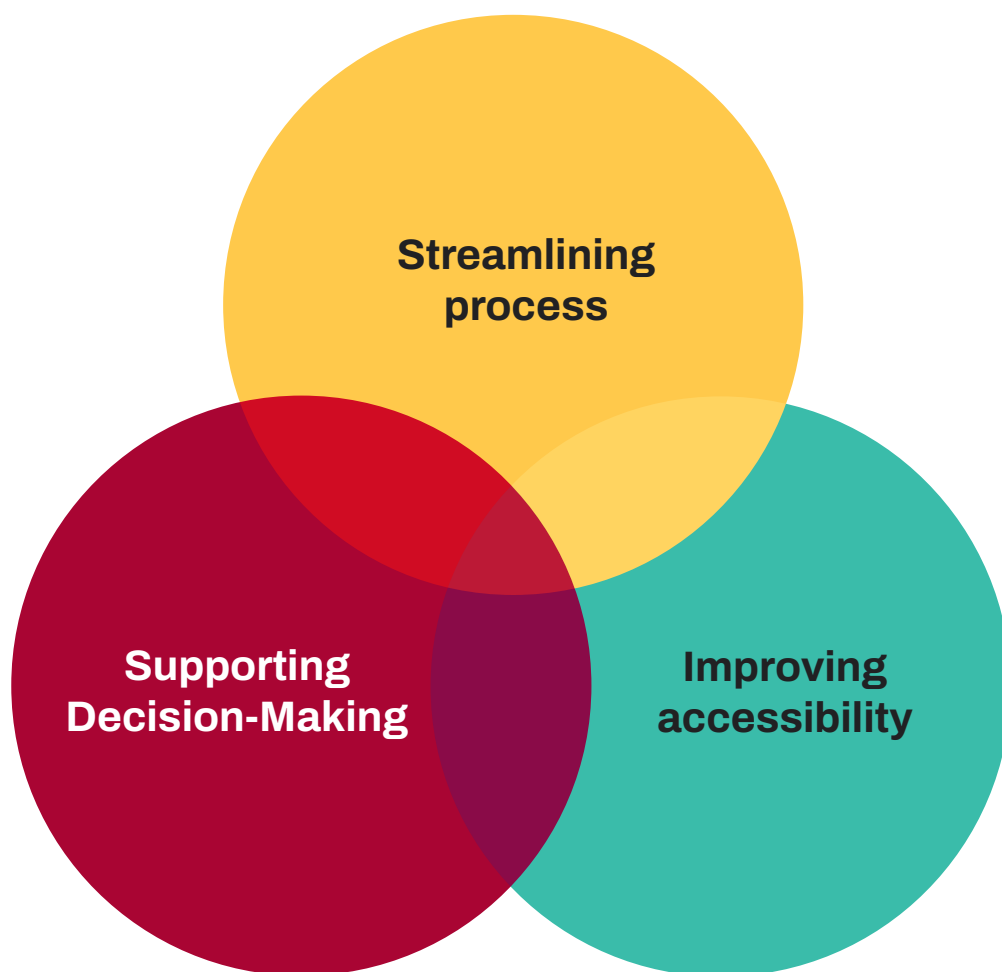 Streamlining
process
Supporting
Decision-Making
Improving
accessibility